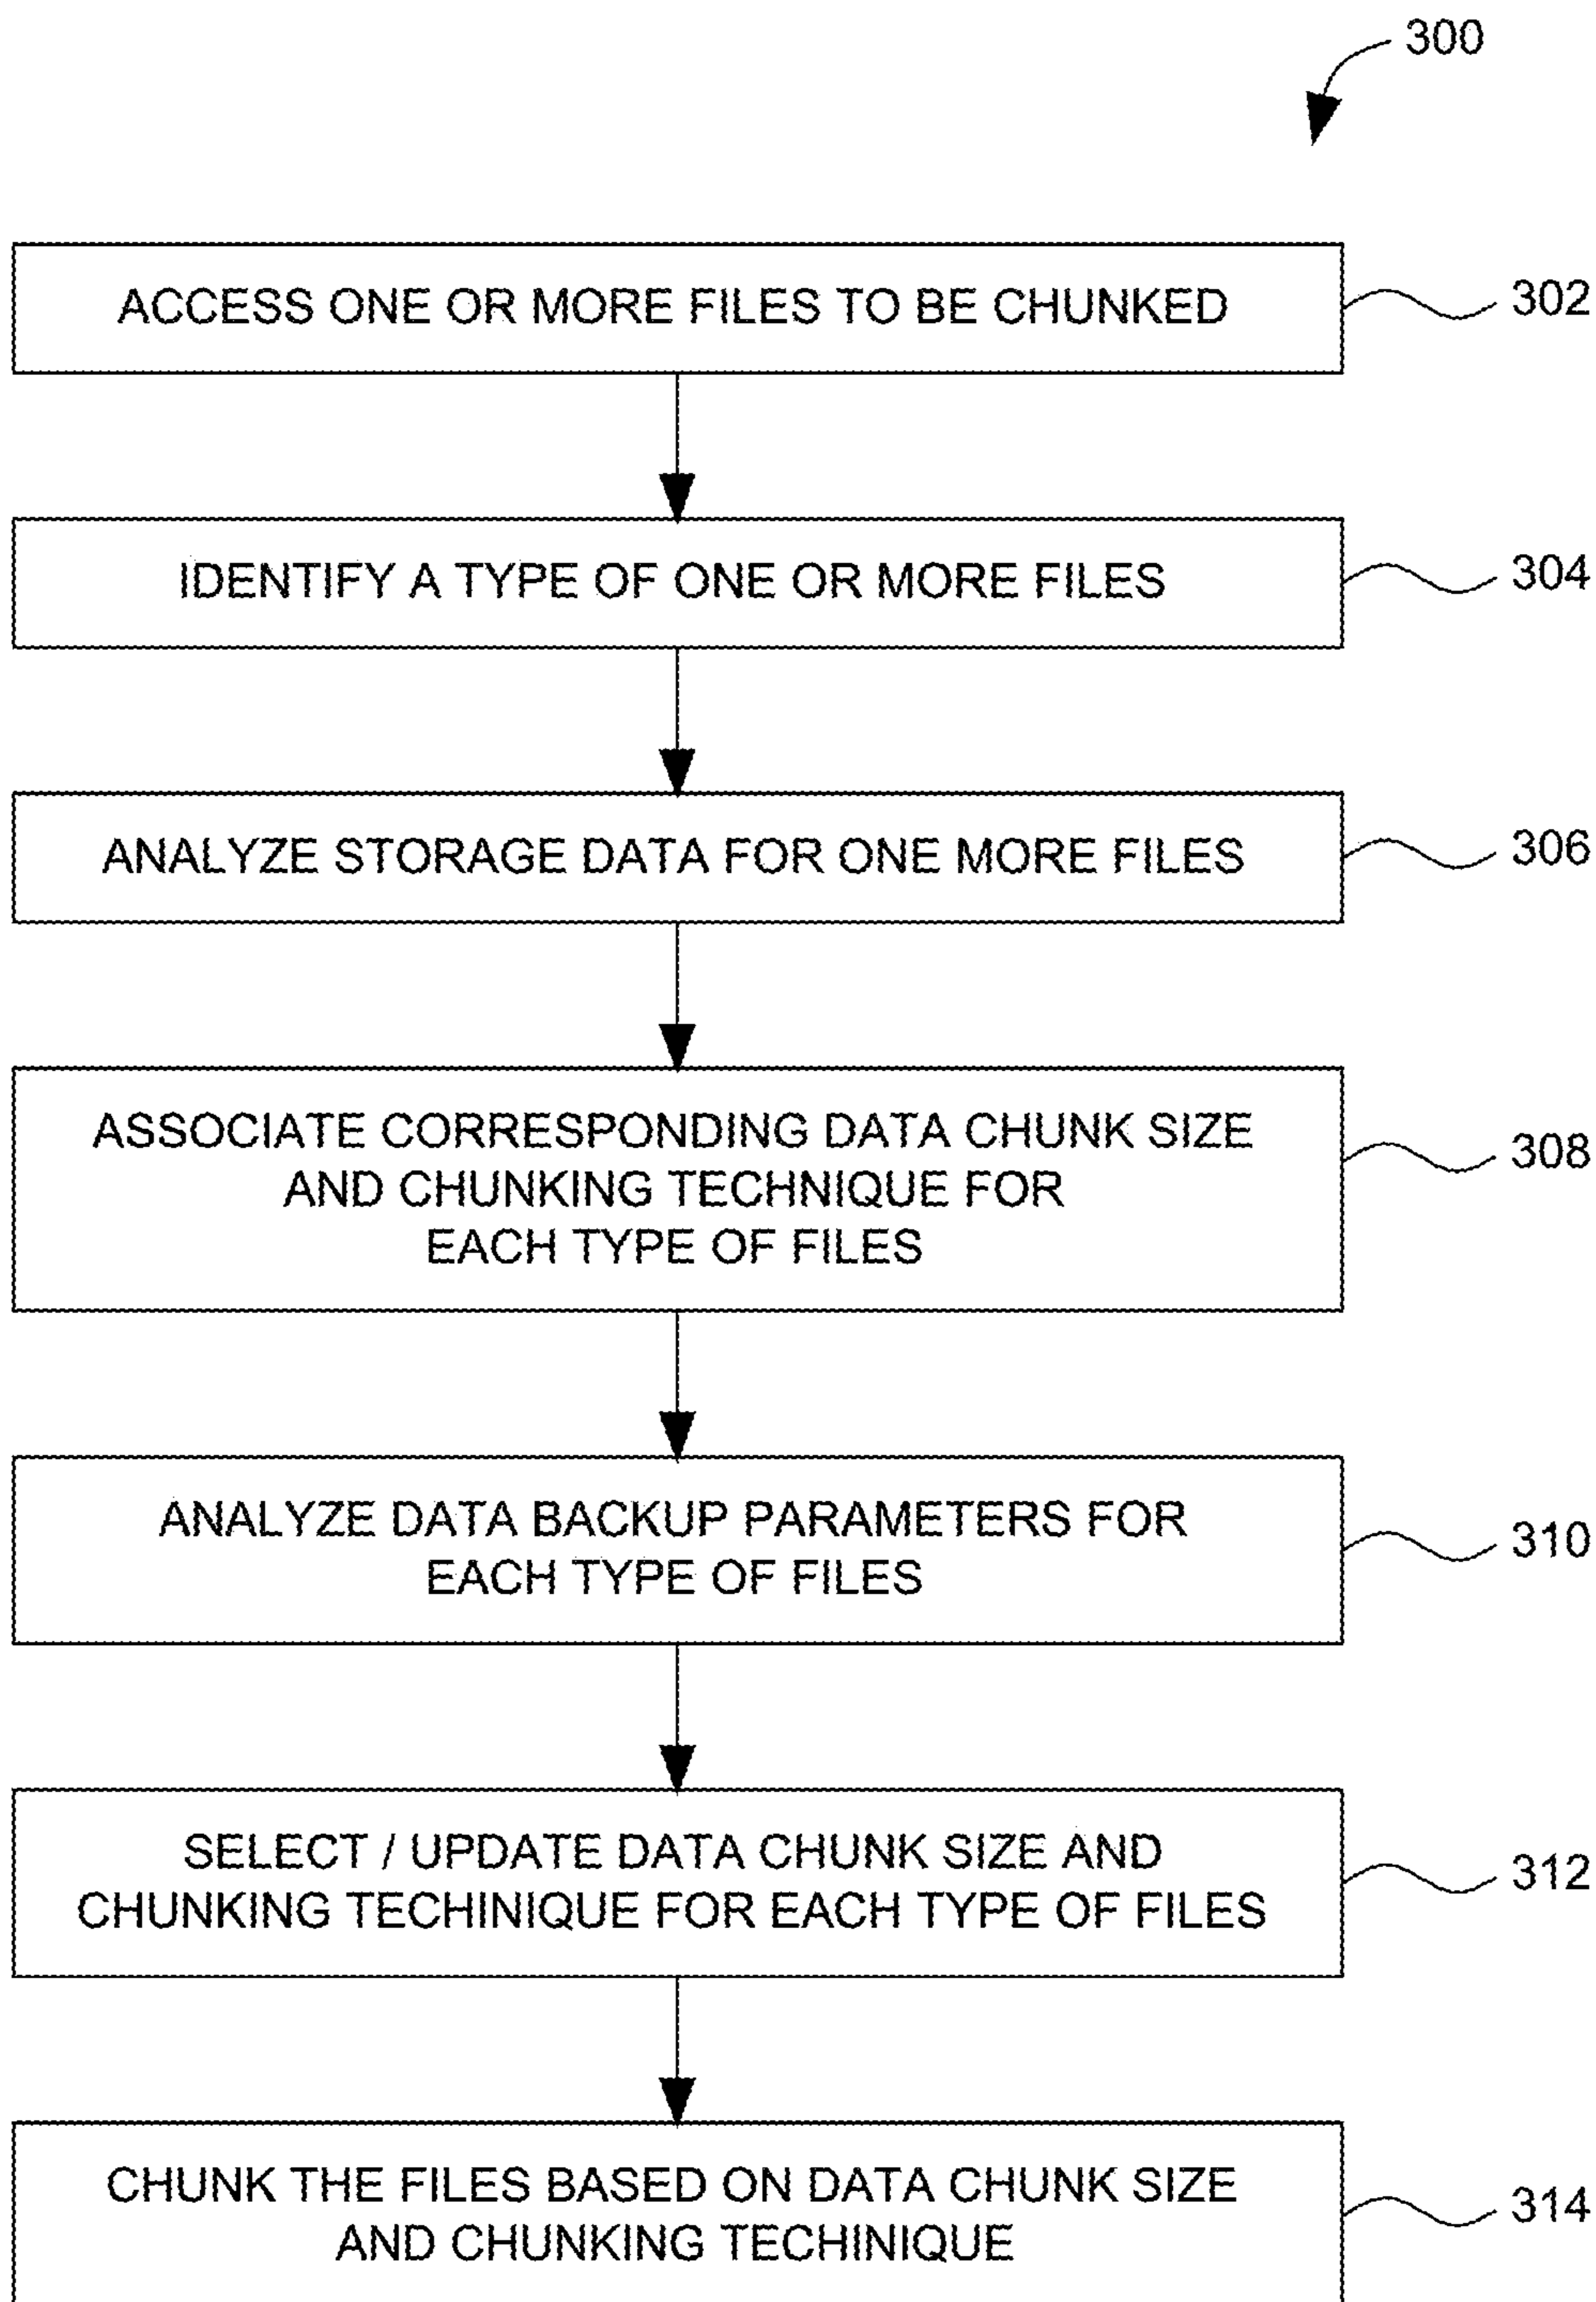 300
ACCESS ONE OR MORE FILES TO BE CHUNKED
302
IDENTIFY A TYPE OF ONE OR MORE FILES
304
ANALYZE STORAGE DATA FOR ONE MORE FILES
306
ASSOCIATE CORRESPONDING DATA CHUNK SIZE
AND CHUNKING TECHNIQUE FOR
EACH TYPE OF FILES
308
ANALYZE DATA BACKUP PARAMETERS FOR
EACH TYPE OF FILES
310
SELECT / UPDATE DATA CHUNK SIZE AND
CHUNKING TECHINIQUE FOR EACH TYPE OF FILES
312
CHUNK THE FILES BASED ON DATA CHUNK SIZE
AND CHUNKING TECHINIQUE
314